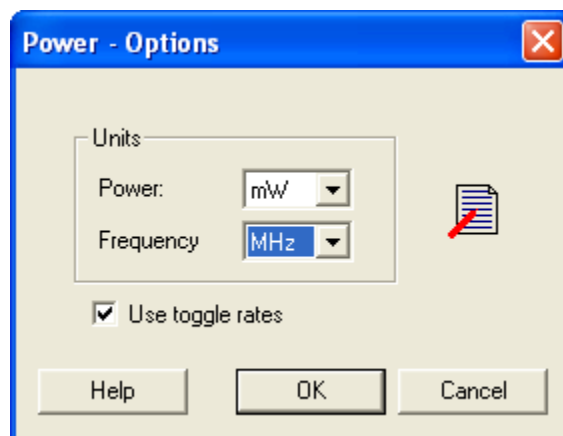 Power - Options
Units
Power: mW
Frequency MHz
Use toggle rates
Help OK Cancel